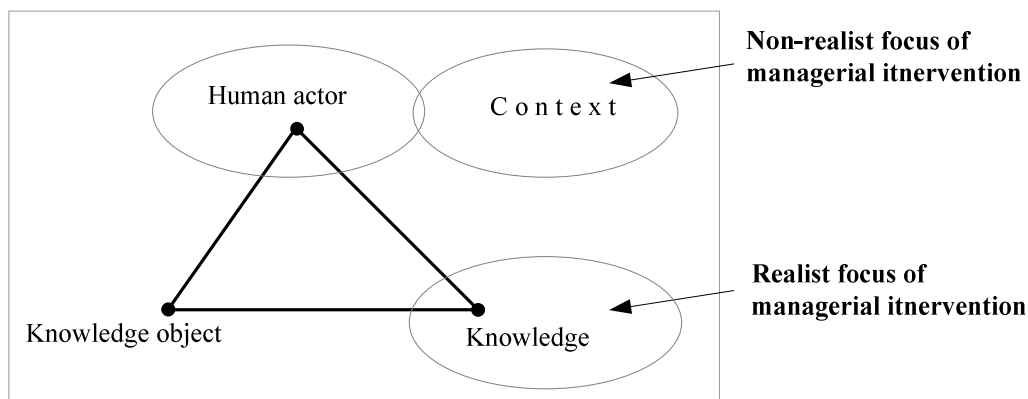 Non-realist focus of
managerial itnervention
Human actor
C o n t e x t
Realist focus of
managerial itnervention
Knowledge object
Knowledge